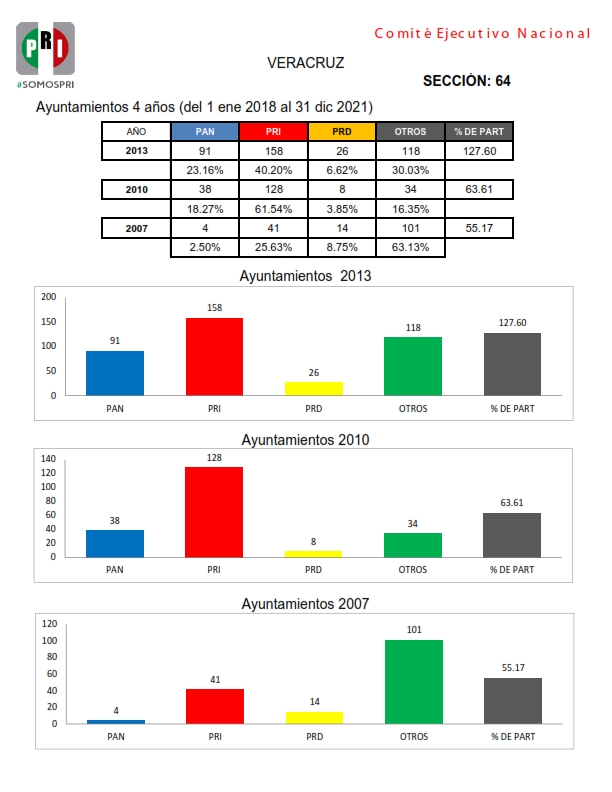 Comité Ejecutivo Nacional
PRI
#SOMOSPRI
VERACRUZ
SECCIÓN: 64
Ayuntamientos 4 años (del 1 ene 2018 al 31 dic 2021)
AÑO PAN PRI PRD OTROS % DE PART
2013 91 158 26 118 127.60
23.16% 40.20% 6.62% 30.03%
2010 38 128 8 34 63.61
18.27% 61.54% 3.85% 16.35%
2007 4 41 14 101 55.17
2.50% 25.63% 8.75% 63.13%
Ayuntamientos 2013
200
150
100
50
0
91 158 26 118 127.60
PAN PRI PRD OTROS % DE PART
Ayuntamientos 2010
140
120
100
80
60
40
20
0
38 128 8 34 63.61
PAN PRI PRD OTROS % DE PART
Ayuntamientos 2007
120
100
80
60
40
20
0
4 41 14 101 55.17
PAN PRI PRD OTROS % DE PART